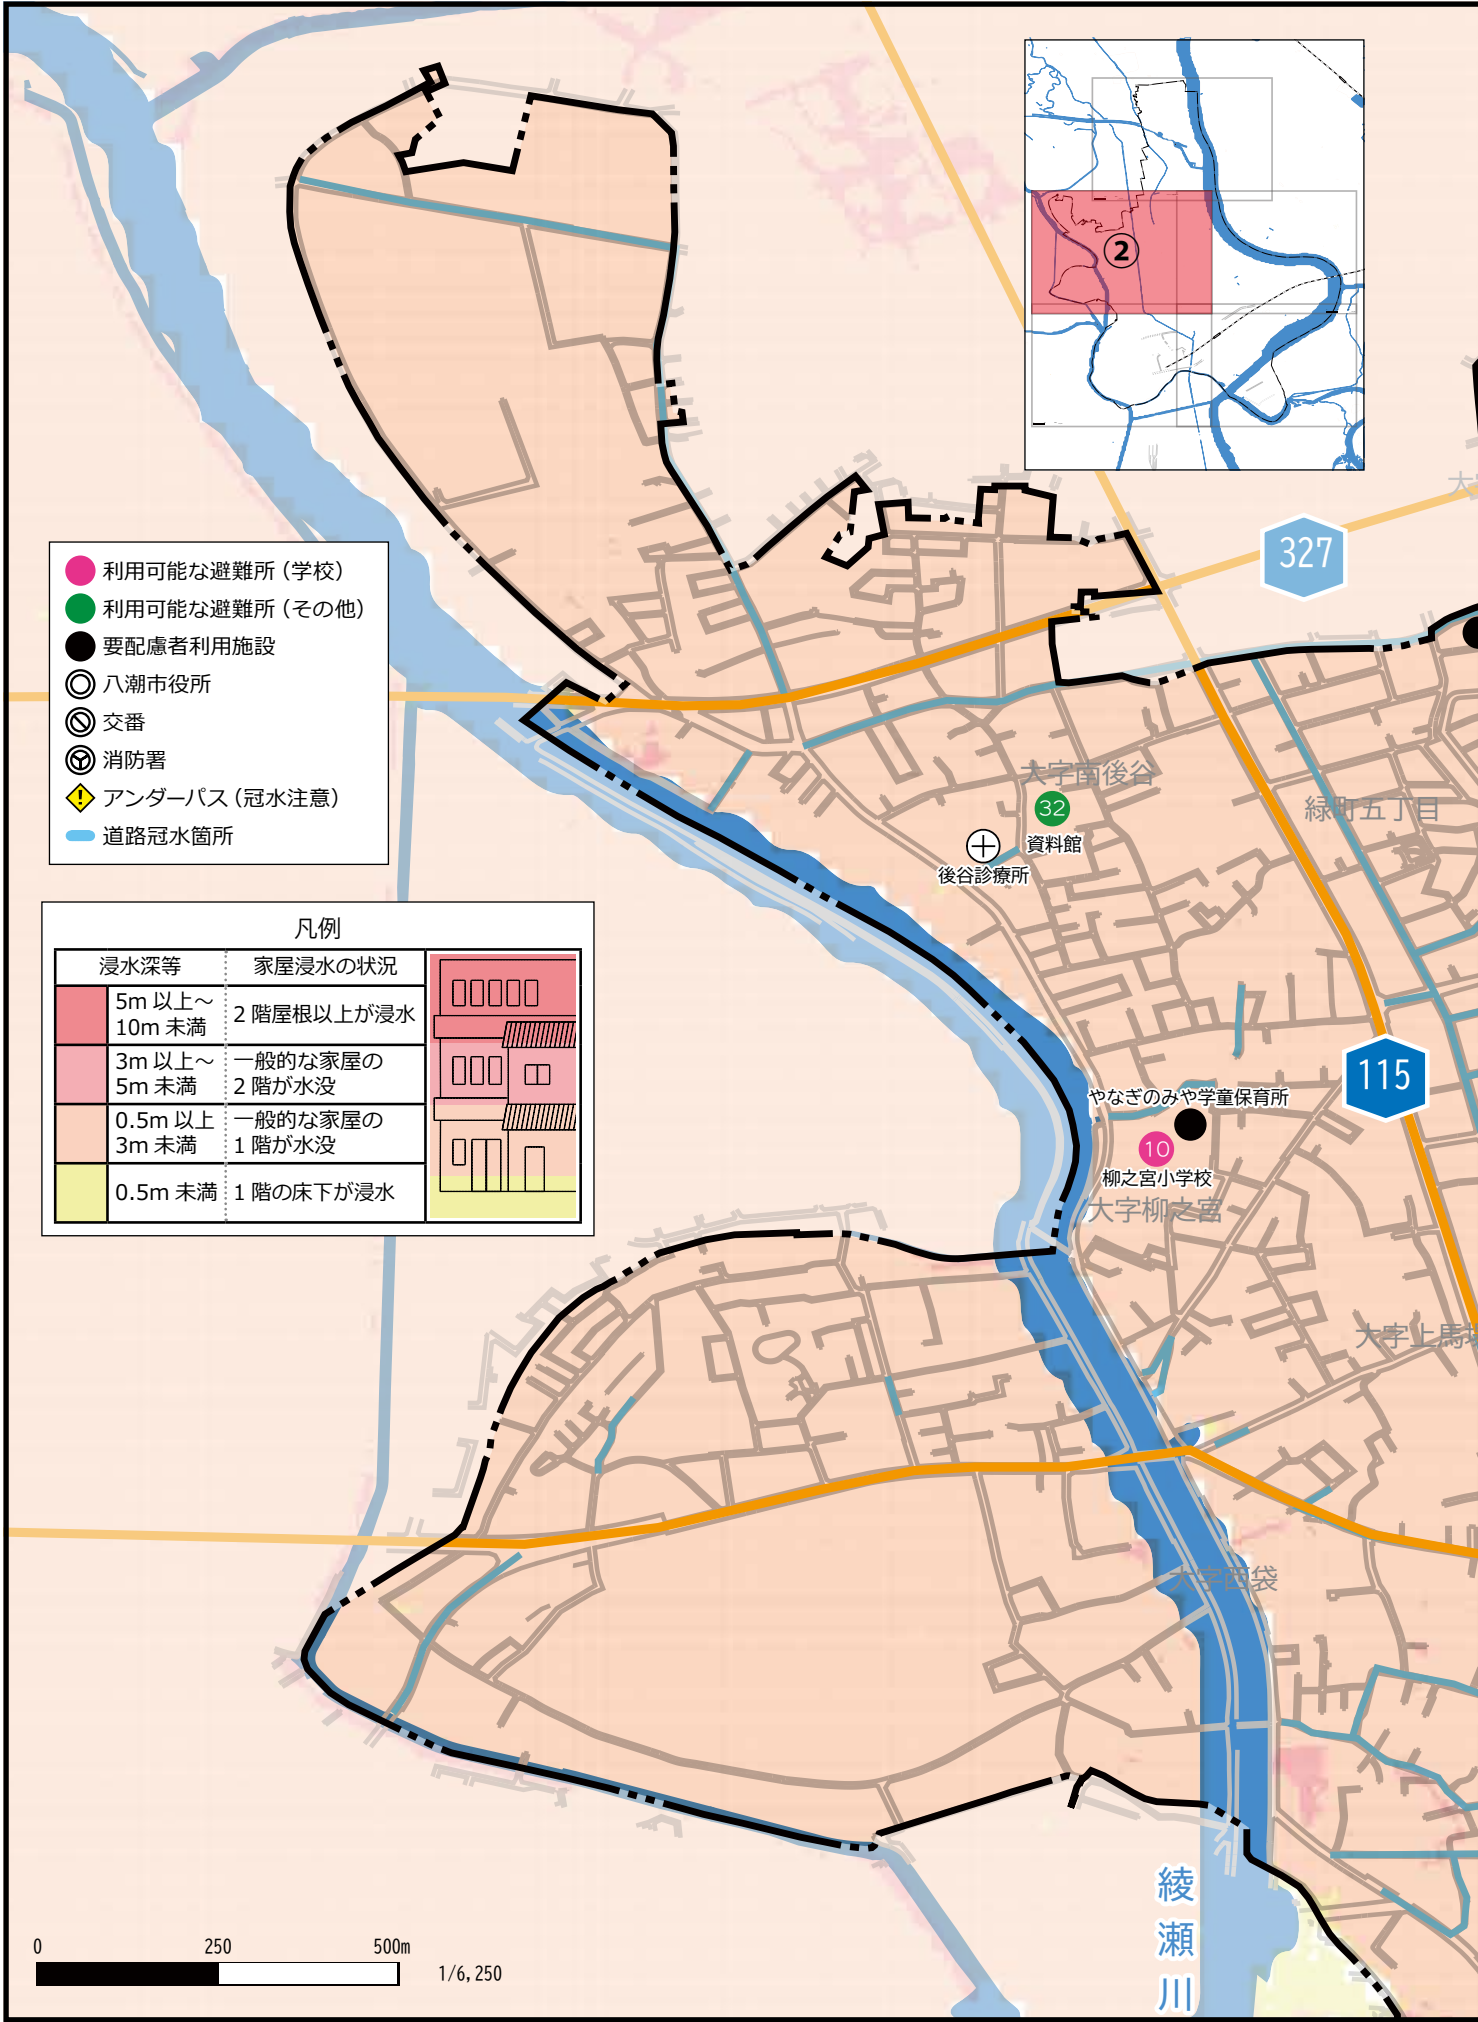 ②
327
利用可能な避難所（学校）
利用可能な避難所（その他）
要配慮者利用施設
八潮市役所
交番
消防署
アンダーパス（冠水注意）
道路冠水箇所
大字南後谷
32
資料館
後谷診療所
緑町五丁目
凡例
浸水深等 家屋浸水の状況
5m 以上～
10m 未満
2 階屋根以上が浸水
3m 以上～
5m 未満
一般的な家屋の
2 階が水没
0.5m 以上
3m 未満
一般的な家屋の
1 階が水没
0.5m 未満
1 階の床下が浸水
115
やなぎのみや学童保育所
10
柳之宮小学校
大字柳之宮
大字上馬場
大字西袋
綾瀬川
0 250 500m
1/6,250